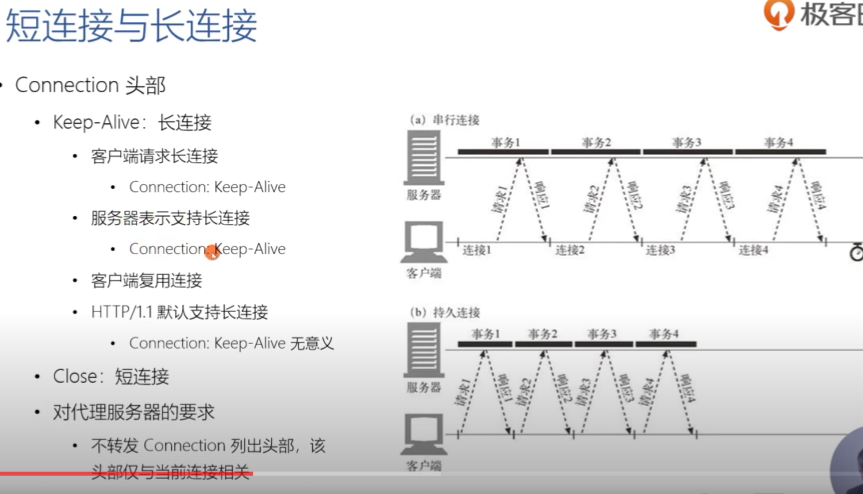 短连接与长连接
极客
• Connection 头部
• Keep-Alive：长连接
• 客户端请求长连接
• Connection: Keep-Alive
• 服务器表示支持长连接
• Connection: Keep-Alive
• 客户端复用连接
• HTTP/1.1 默认支持长连接
• Connection: Keep-Alive 无意义
• Close：短连接
• 对代理服务器的要求
• 不转发 Connection 列出头部，该
头部仅与当前连接相关
（a）串行连接
事务1 事务2 事务3 事务4
服务器
请求1 响应1 请求2 响应2 请求3 响应3 请求4 响应4
连接1 连接2 连接3 连接4
客户端
（b）持久连接
事务1 事务2 事务3 事务4
服务器
请求1 响应1 请求2 响应2 请求3 响应3 请求4 响应4
客户端